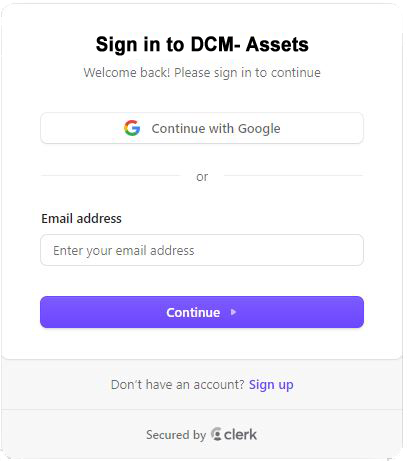 Sign in to DCM- Assets
Welcome back! Please sign in to continue
Continue with Google
or
Email address
Enter your email address
Continue
Don't have an account? Sign up
Secured by clerk